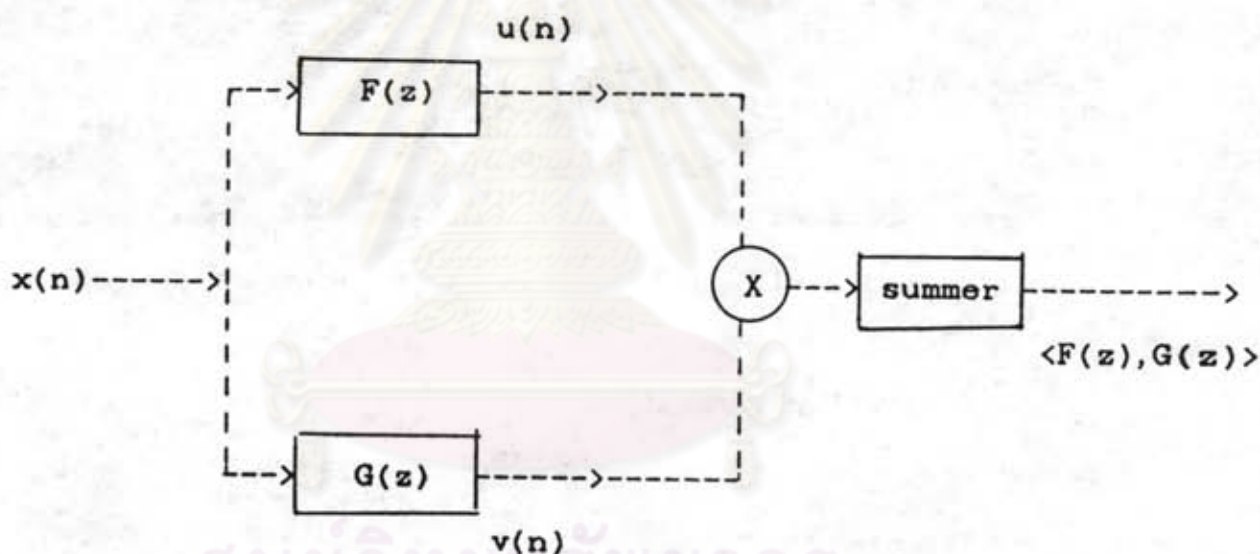 u(n)
F(z)
x(n)
X
summer
<F(z),G(z)>
G(z)
v(n)